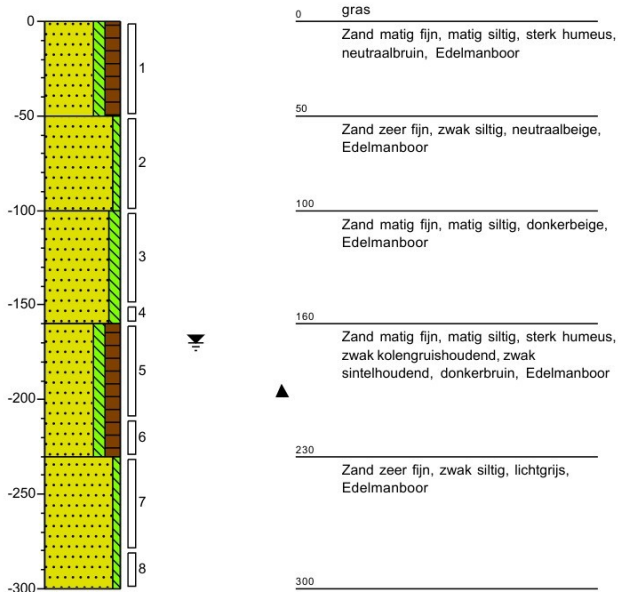 0
-50
-100
-150
-200
-250
-300
1
2
3
4
5
6
7
8
0
gras
Zand matig fijn, matig siltig, sterk humeus,
neutraalbruin, Edelmanboor
50
Zand zeer fijn, zwak siltig, neutraalbeige,
Edelmanboor
100
Zand matig fijn, matig siltig, donkerbeige,
Edelmanboor
160
Zand matig fijn, matig siltig, sterk humeus,
zwak kolengruishoudend, zwak
sintelhoudend, donkerbruin, Edelmanboor
230
Zand zeer fijn, zwak siltig, lichtgrijs,
Edelmanboor
300